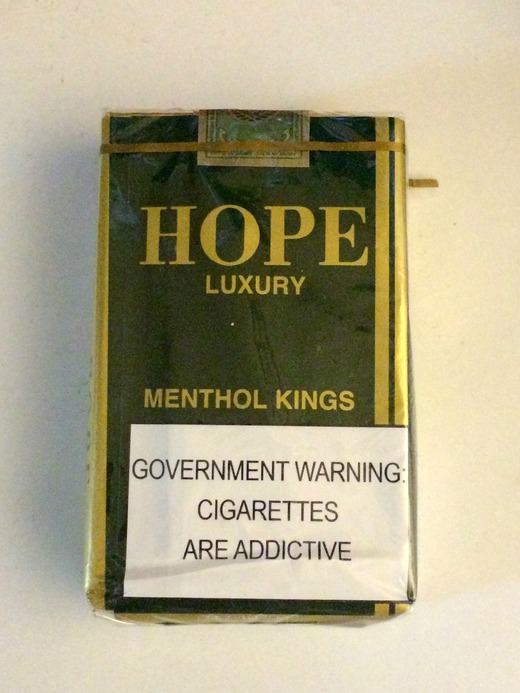 HOPE
LUXURY
MENTHOL KINGS
GOVERNMENT WARNING:
CIGARETTES
ARE ADDICTIVE